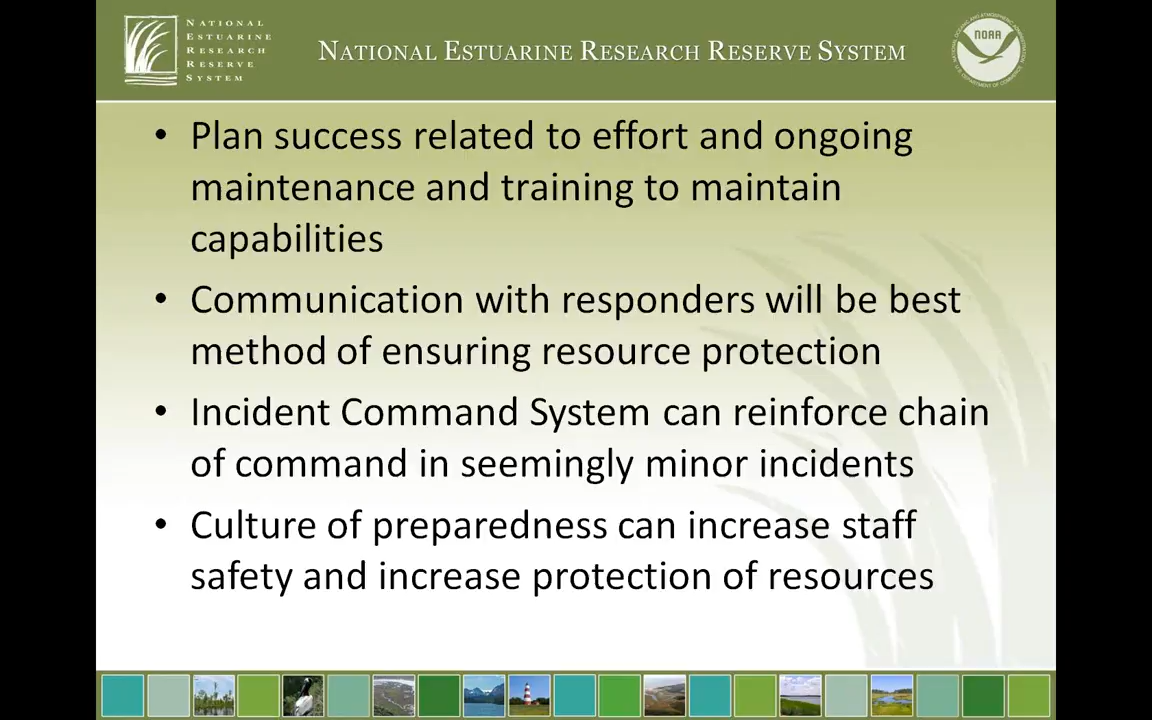 NATIONAL
ESTUARINE
RESEARCH
RESERVE
SYSTEM
NATIONAL ESTUARINE RESEARCH RESERVE SYSTEM
NOAA
• Plan success related to effort and ongoing
maintenance and training to maintain
capabilities
• Communication with responders will be best
method of ensuring resource protection
• Incident Command System can reinforce chain
of command in seemingly minor incidents
• Culture of preparedness can increase staff
safety and increase protection of resources